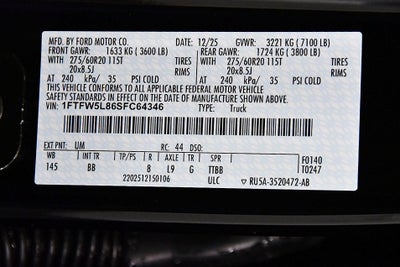 MFD. BY FORD MOTOR CO. 12/25 GVWR: 3221 KG ( 7100 LB)
FRONT GAWR: 1633 KG ( 3600 LB) REAR GAWR: 1724 KG ( 3800 LB)
WITH 275/60R20 115T WITH 275/60R20 115T
20x8.5J 20x8.5J
AT 240 kPa/ 35 PSI COLD AT 240 kPa/ 35 PSI COLD
THIS VEHICLE CONFORMS TO ALL APPLICABLE FEDERAL MOTOR VEHICLE
SAFETY STANDARDS IN EFFECT ON THE DATE OF MANUFACTURE SHOWN ABOVE.
VIN: 1FTFW5L86SFC64346 TYPE: Truck
EXT PNT: UM RC: 44 DSO:
WB BRK INT TR TP/PS R AXLE TR SPR F0140
145 BB 8 L9 G TTBB T0247
2202512150106 ULC RU5A-3520472-AB